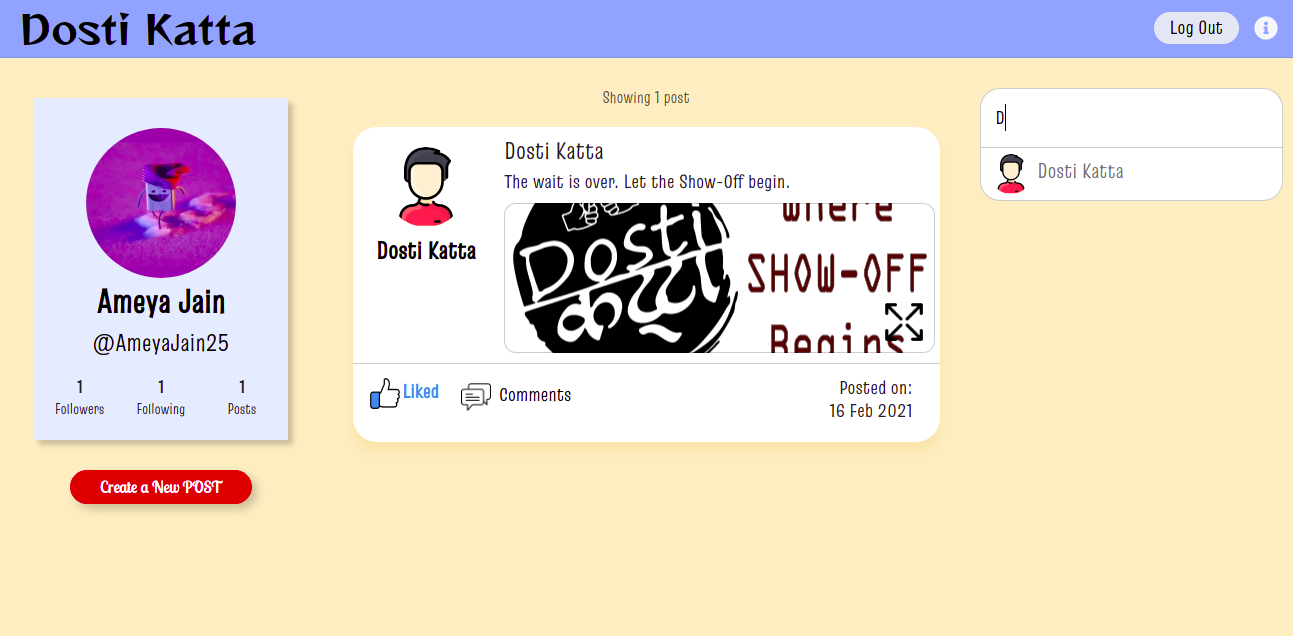 Dosti Katta
Log Out
i
Ameya Jain
@AmeyaJain25
1
Followers
1
Following
1
Posts
Create a New POST
Showing 1 post
Dosti Katta
Dosti Katta
The wait is over. Let the Show-Off begin.
Dosti
कट्टा
Where
SHOW-OFF
Begins
Liked
Comments
Posted on:
16 Feb 2021
D
Dosti Katta